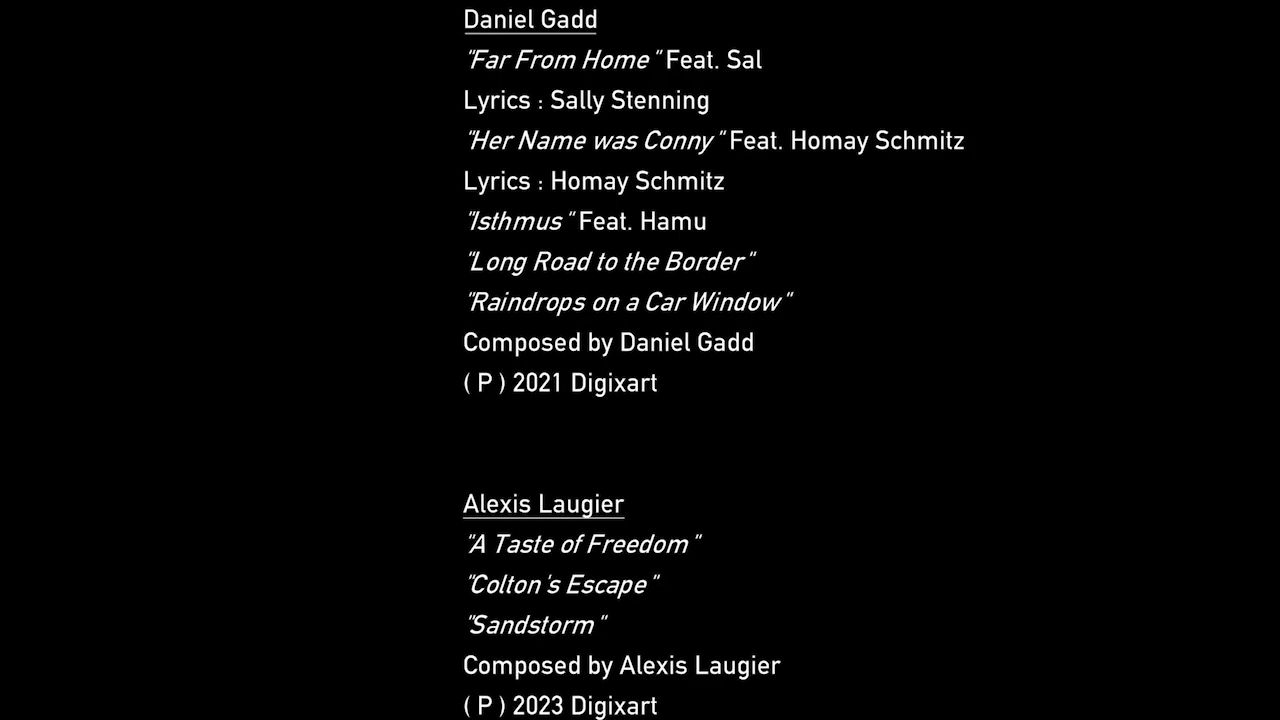 Daniel Gadd
"Far From Home" Feat. Sal
Lyrics : Sally Stenning
"Her Name was Conny" Feat. Homay Schmitz
Lyrics : Homay Schmitz
"Isthmus" Feat. Hamu
"Long Road to the Border"
"Raindrops on a Car Window"
Composed by Daniel Gadd
( P ) 2021 Digixart
Alexis Laugier
"A Taste of Freedom"
"Colton's Escape"
"Sandstorm"
Composed by Alexis Laugier
( P ) 2023 Digixart